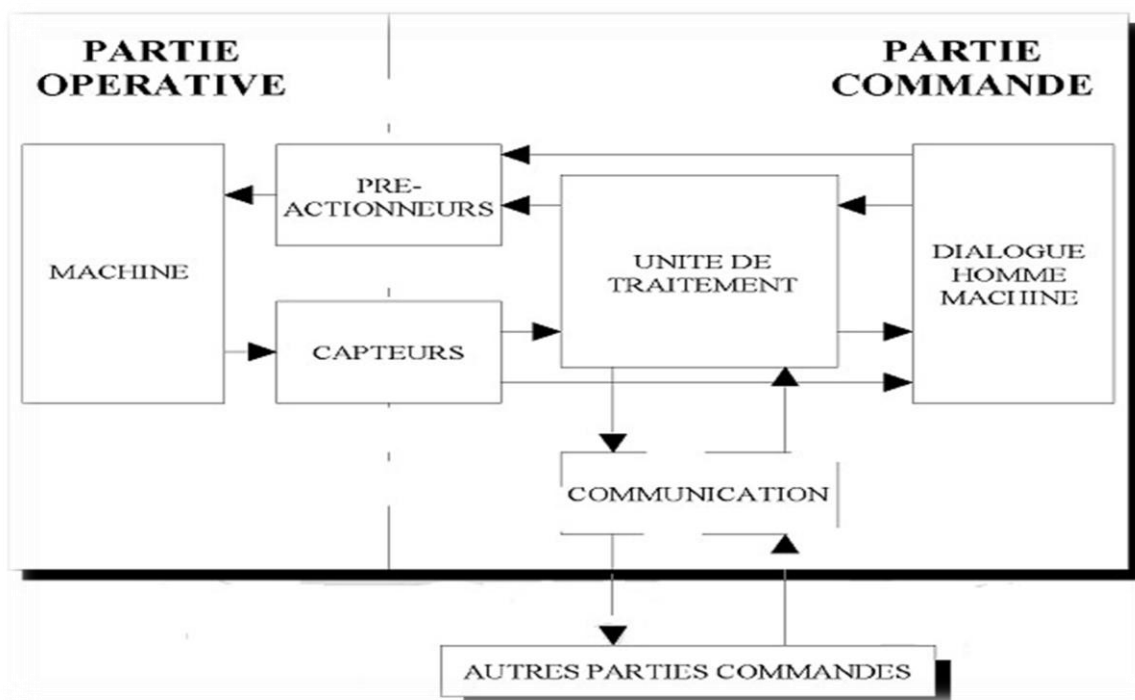 PARTIE
OPERATIVE
PARTIE
COMMANDE
MACHINE
PRE-
ACTIONNEURS
CAPTEURS
UNITE DE
TRAITEMENT
DIALOGUE
HOMME
MACHINE
COMMUNICATION
AUTRES PARTIES COMMANDES